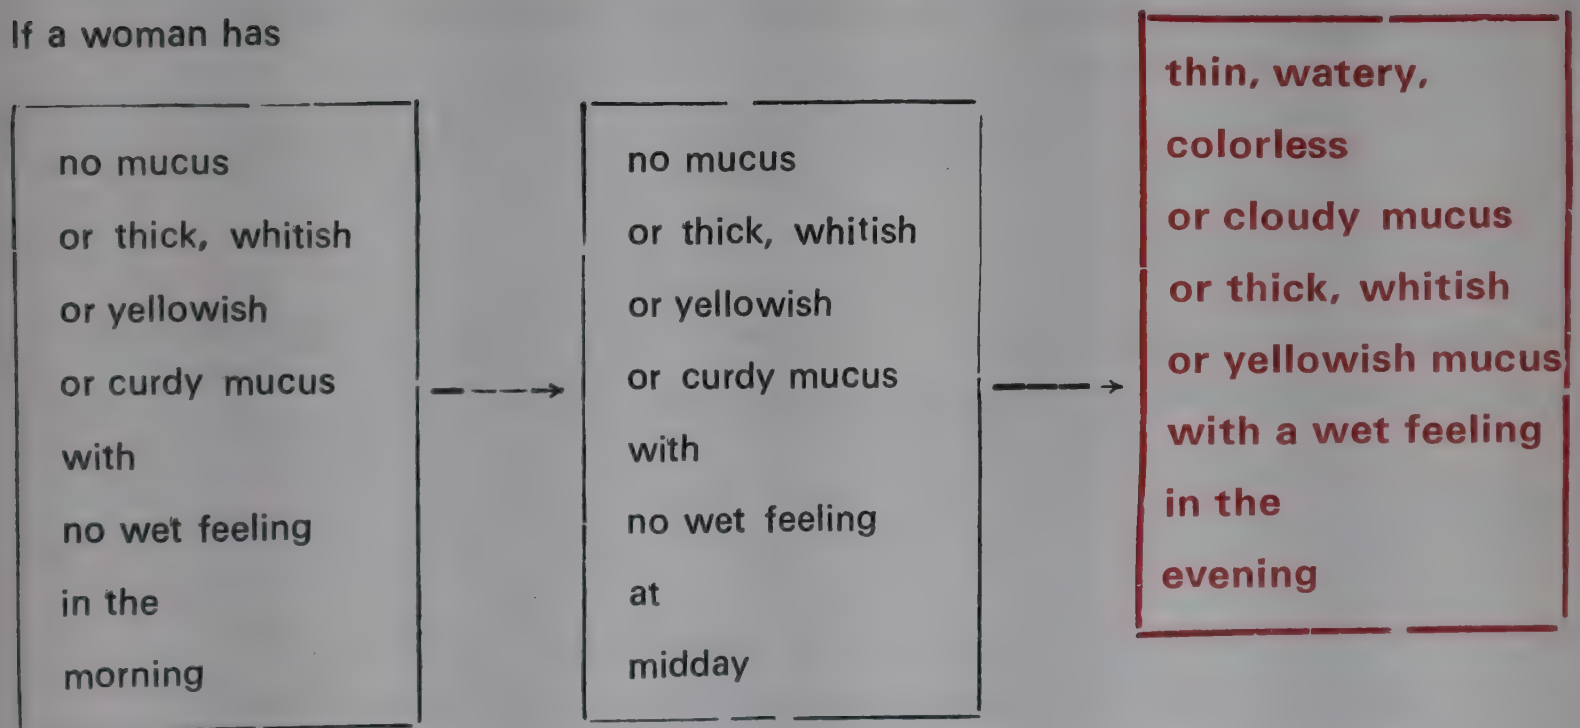 If a woman has
no mucus
or thick, whitish
or yellowish
or curdy mucus
with
no wet feeling
in the
morning
no mucus
or thick, whitish
or yellowish
or curdy mucus
with
no wet feeling
at
midday
thin, watery,
colorless
or cloudy mucus
or thick, whitish
or yellowish mucus
with a wet feeling
in the
evening